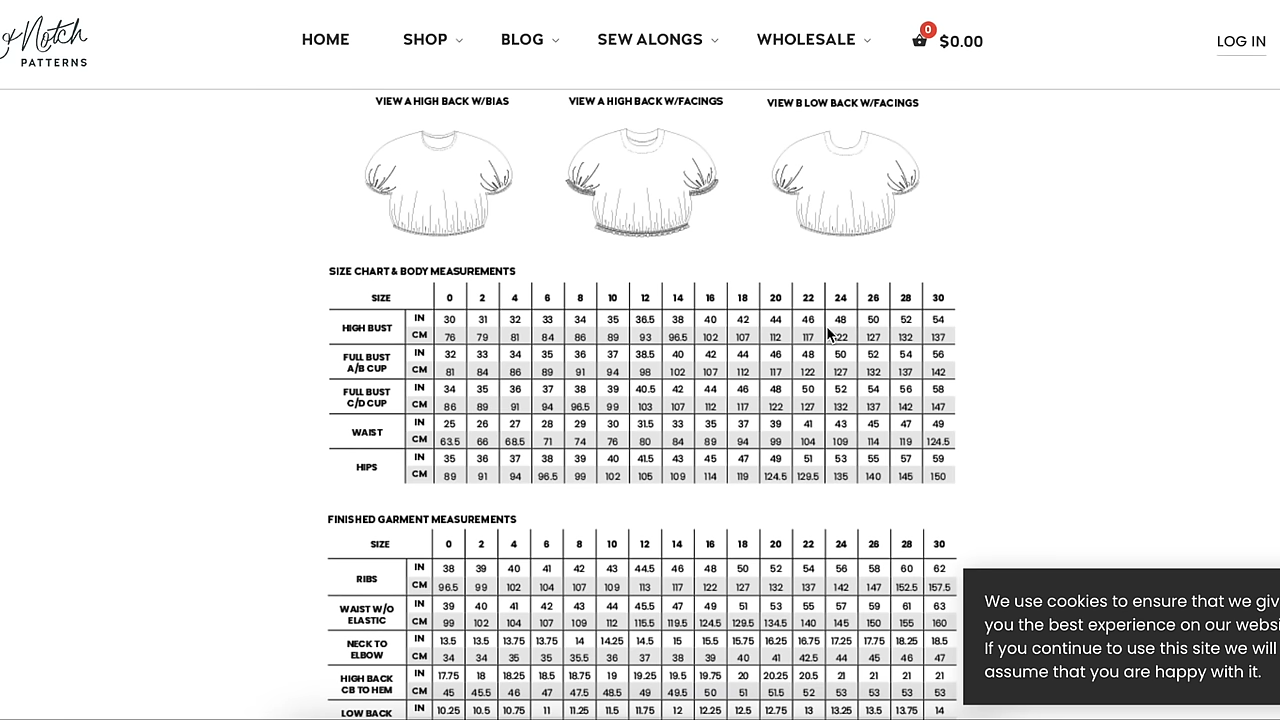 & Notch
PATTERNS
HOME SHOP BLOG SEW ALONGS WHOLESALE 0 $0.00 LOG IN
VIEW A HIGH BACK W/BIAS VIEW A HIGH BACK W/FACINGS VIEW B LOW BACK W/FACINGS
SIZE CHART & BODY MEASUREMENTS
SIZE 0 2 4 6 8 10 12 14 16 18 20 22 24 26 28 30
HIGH BUST IN 30 31 32 33 34 35 36.5 38 40 42 44 46 48 50 52 54
CM 76 79 81 84 86 89 93 96.5 102 107 112 117 122 127 132 137
FULL BUST A/B CUP IN 32 33 34 35 36 37 38.5 40 42 44 46 48 50 52 54 56
CM 81 84 86 89 91 94 98 102 107 112 117 122 127 132 137 142
FULL BUST C/D CUP IN 34 35 36 37 38 39 40.5 42 44 46 48 50 52 54 56 58
CM 86 89 91 94 96.5 99 103 107 112 117 122 127 132 137 142 147
WAIST IN 25 26 27 28 29 30 31.5 33 35 37 39 41 43 45 47 49
CM 63.5 66 68.5 71 74 76 80 84 89 94 99 104 109 114 119 124.5
HIPS IN 35 36 37 38 39 40 41.5 43 45 47 49 51 53 55 57 59
CM 89 91 94 96.5 99 102 105 109 114 119 124.5 129.5 135 140 145 150
FINISHED GARMENT MEASUREMENTS
SIZE 0 2 4 6 8 10 12 14 16 18 20 22 24 26 28 30
RIBS IN 38 39 40 41 42 43 44.5 46 48 50 52 54 56 58 60 62
CM 96.5 99 102 104 107 109 113 117 122 127 132 137 142 147 152.5 157.5
WAIST W/O ELASTIC IN 39 40 41 42 43 44 45.5 47 49 51 53 55 57 59 61 63
CM 99 102 104 107 109 112 115.5 119.5 124.5 129.5 134.5 140 145 150 155 160
NECK TO ELBOW IN 13.5 13.5 13.75 13.75 14 14.25 14.5 15 15.5 15.75 16.25 16.75 17.25 17.75 18.25 18.5
CM 34 34 35 35 35.5 36 37 38 39 40 41 42.5 44 45 46 47
HIGH BACK CB TO HEM IN 17.75 18 18.25 18.5 18.75 19 19.25 19.5 19.75 20 20.25 20.5 21 21 21 21
CM 45 45.5 46 47 47.5 48.5 49 49.5 50 51 51.5 52 53 53 53 53
LOW BACK IN 10.25 10.5 10.75 11 11.25 11.5 11.75 12 12.25 12.5 12.75 13 13.25 13.5 13.75 14
We use cookies to ensure that we giv
you the best experience on our websi
If you continue to use this site we will
assume that you are happy with it.